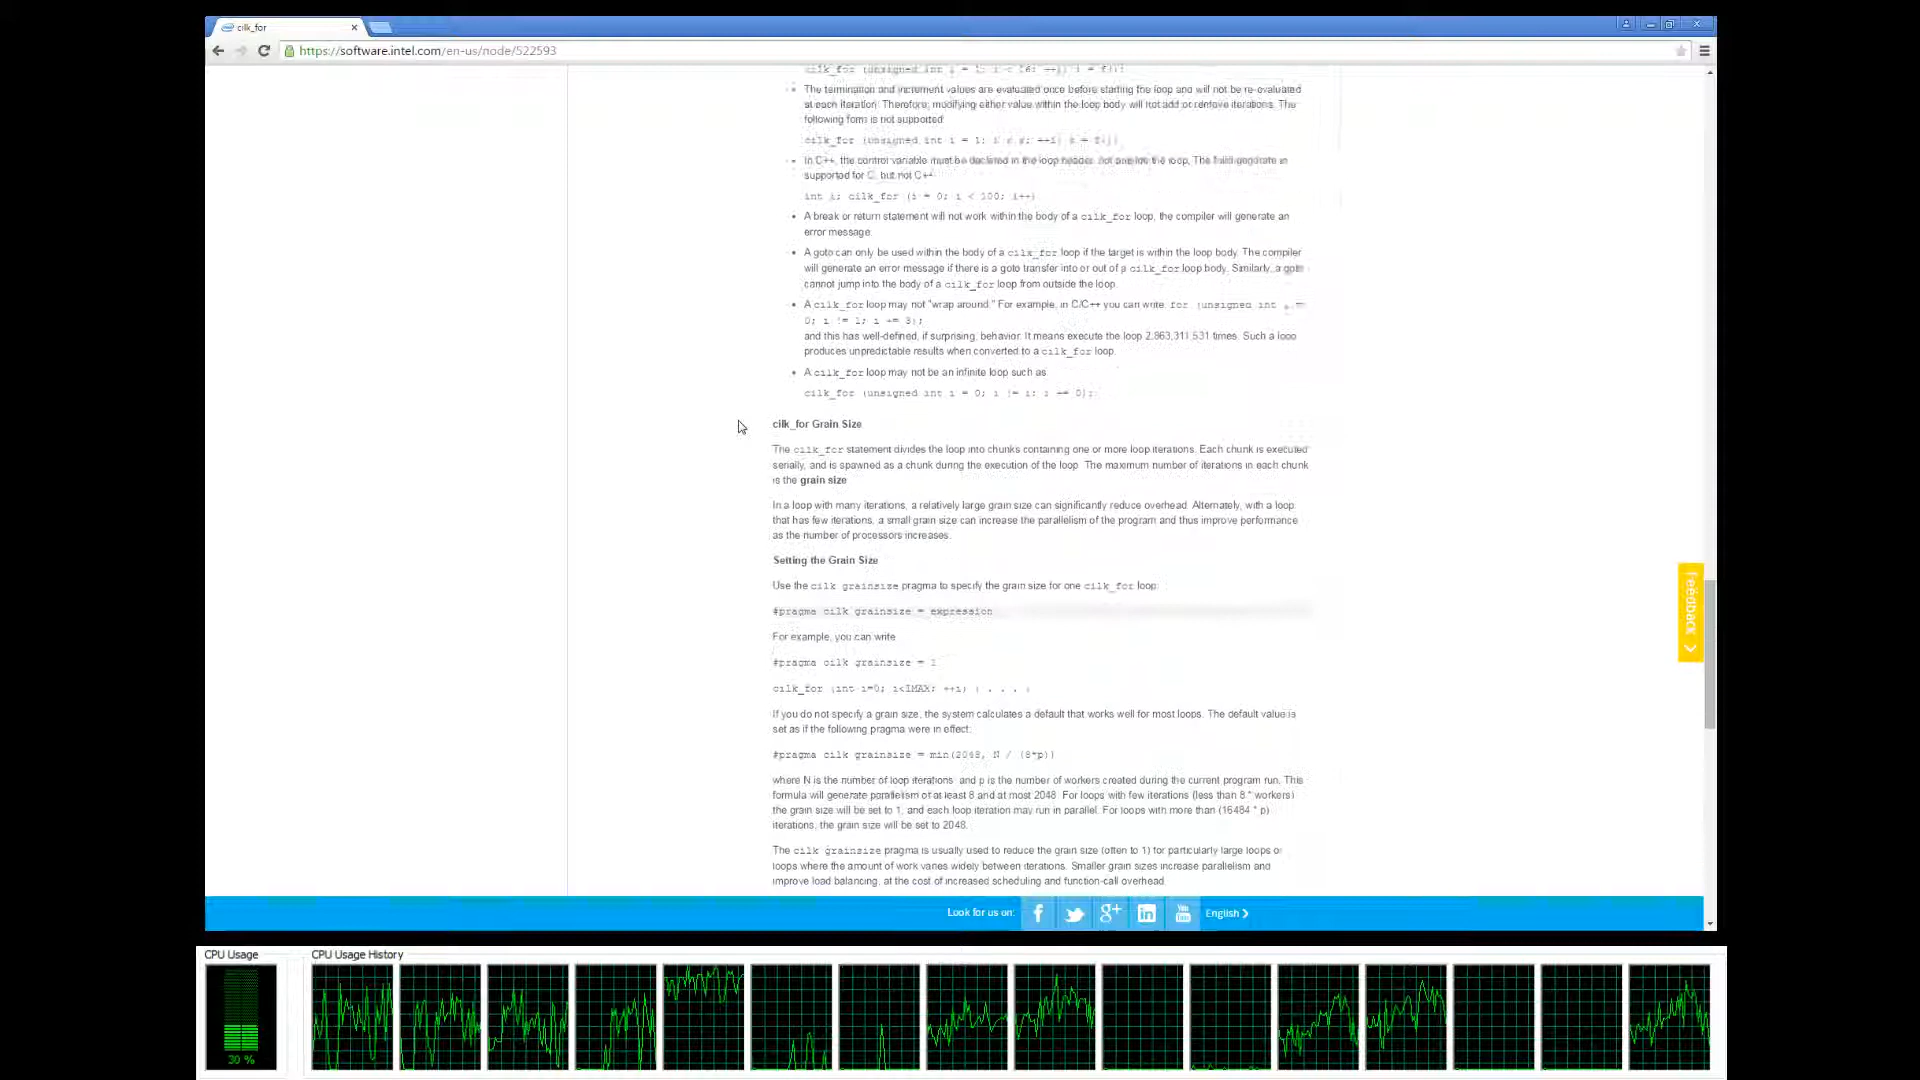 cilk_for
https://software.intel.com/en-us/node/522593
The termination and increment values are evaluated once before starting the loop and will not be re-evaluated
at each iteration. Therefore, modifying either value within the loop body will not add or remove iterations. The
following form is not supported:
cilk_for (unsigned int i = 1;
In C++, the control variable must be declared in the loop header, not outside the loop. The
supported for C, but not C++
int i; cilk_for (i = 0; i < 100; i++)
A break or return statement will not work within the body of a cilk_for loop, the compiler will generate an
error message.
A goto can only be used within the body of a cilk_for loop if the target is within the loop body. The compiler
will generate an error message if there is a goto transfer into or out of a cilk_for loop body. Similarly, a goto
cannot jump into the body of a cilk_for loop from outside the loop.
A cilk_for loop may not "wrap around." For example, in C/C++ you can write for (unsigned int i =
0; i != 1; i += 3);
and this has well-defined, if surprising, behavior. It means execute the loop 2,863,311,531 times. Such a loop
produces unpredictable results when converted to a cilk_for loop.
A cilk_for loop may not be an infinite loop such as
cilk_for (unsigned int i = 0; i != i; i += 0);
cilk_for Grain Size
The cilk_for statement divides the loop into chunks containing one or more loop iterations. Each chunk is executed
serially, and is spawned as a chunk during the execution of the loop. The maximum number of iterations in each chunk
is the grain size
In a loop with many iterations, a relatively large grain size can significantly reduce overhead. Alternately, with a loop
that has few iterations, a small grain size can increase the parallelism of the program and thus improve performance
as the number of processors increases.
Setting the Grain Size
Use the cilk grainsize pragma to specify the grain size for one cilk_for loop:
#pragma cilk grainsize = expression
For example, you can write
#pragma cilk grainsize = 1
cilk_for (int i=0; i<IMAX; ++i) { . . . }
If you do not specify a grain size, the system calculates a default that works well for most loops. The default value is
set as if the following pragma were in effect:
#pragma cilk grainsize = min(2048, N / (8*p))
where N is the number of loop iterations, and p is the number of workers created during the current program run. This
formula will generate parallelism of at least 8 and at most 2048. For loops with few iterations (less than 8 * workers)
the grain size will be set to 1, and each loop iteration may run in parallel. For loops with more than (16484 * p)
iterations, the grain size will be set to 2048.
The cilk grainsize pragma is usually used to reduce the grain size (often to 1) for particularly large loops or
loops where the amount of work varies widely between iterations. Smaller grain sizes increase parallelism and
improve load balancing, at the cost of increased scheduling and function-call overhead.
Feedback
Look for us on:
English
CPU Usage
CPU Usage History
30 %